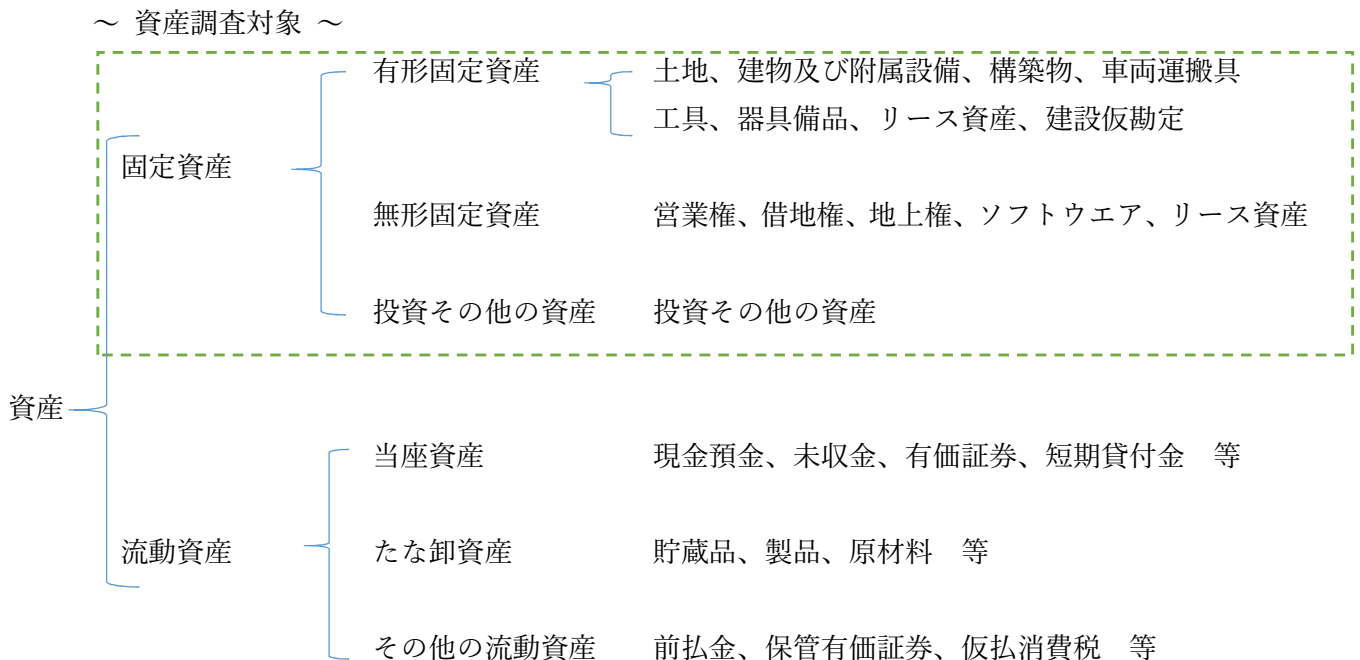 ～ 資産調査対象 ～
有形固定資産 土地、建物及び附属設備、構築物、車両運搬具
工具、器具備品、リース資産、建設仮勘定
固定資産
無形固定資産 営業権、借地権、地上権、ソフトウエア、リース資産
投資その他の資産 投資その他の資産
資産
当座資産 現金預金、未収金、有価証券、短期貸付金　等
流動資産 たな卸資産 貯蔵品、製品、原材料　等
その他の流動資産 前払金、保管有価証券、仮払消費税　等